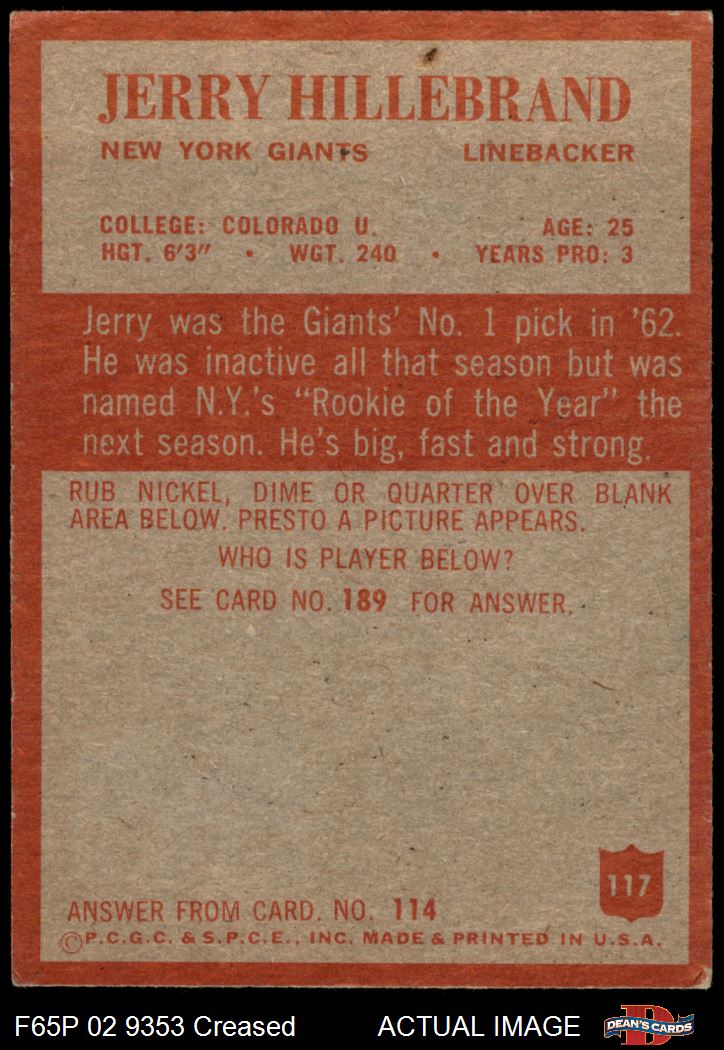 JERRY HILLEBRAND
NEW YORK GIANTS LINEBACKER
COLLEGE: COLORADO U. AGE: 25
HGT. 6'3" • WGT. 240 • YEARS PRO: 3
Jerry was the Giants' No. 1 pick in '62.
He was inactive all that season but was
named N.Y.'s "Rookie of the Year" the
next season. He's big, fast and strong.
RUB NICKEL, DIME OR QUARTER OVER BLANK
AREA BELOW. PRESTO A PICTURE APPEARS.
WHO IS PLAYER BELOW?
SEE CARD NO. 189 FOR ANSWER.
117
ANSWER FROM CARD. NO. 114
©P.C.G.C. & S.P.C.E., INC. MADE & PRINTED IN U.S.A.
F65P 02 9353 Creased ACTUAL IMAGE D DEAN'S CARDS